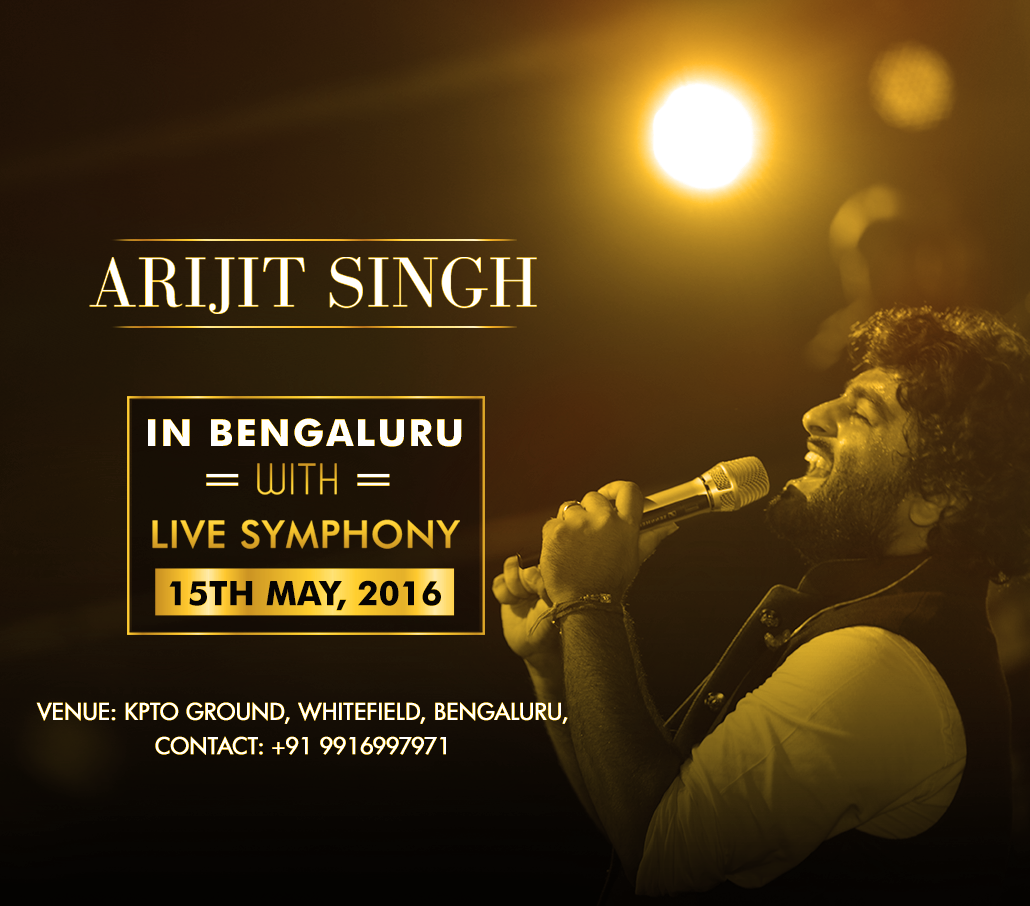 ARIJIT SINGH
IN BENGALURU
WITH
LIVE SYMPHONY
15TH MAY, 2016
VENUE: KPTO GROUND, WHITEFIELD, BENGALURU,
CONTACT: +91 9916997971